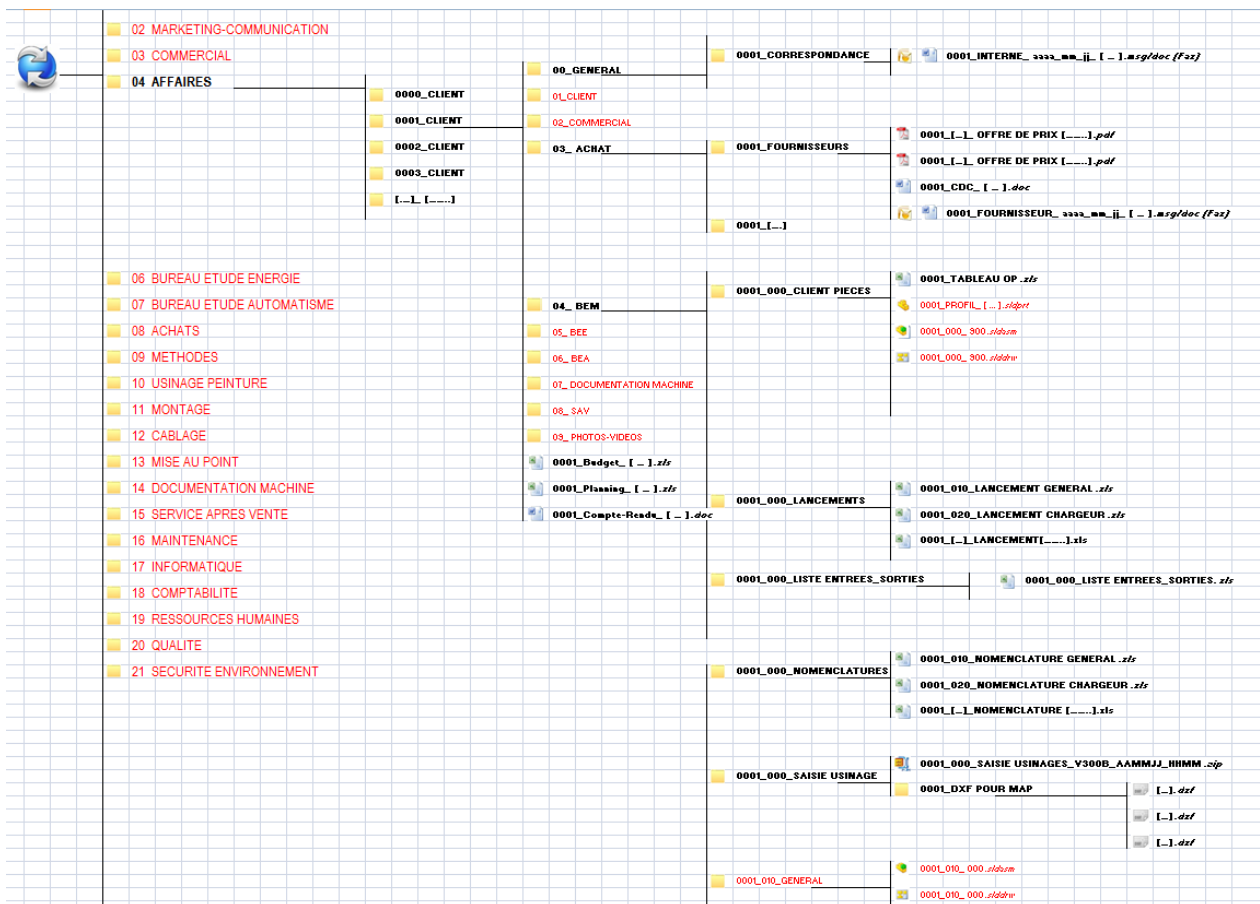 02 MARKETING-COMMUNICATION
03 COMMERCIAL
04 AFFAIRES
0000_CLIENT
0001_CLIENT
0002_CLIENT
0003_CLIENT
[...]_ [......]
00_GENERAL
01_CLIENT
02_COMMERCIAL
03_ ACHAT
0001_CORRESPONDANCE
0001_INTERNE_ aaaa_mm_jj_ [ ... ].msg/doc (Fax)
0001_FOURNISSEURS
0001_[...]_ OFFRE DE PRIX [......].pdf
0001_[...]_ OFFRE DE PRIX [......].pdf
0001_CDC_ [ ... ].doc
0001_FOURNISSEUR_ aaaa_mm_jj_ [ ... ].msg/doc (Fax)
0001_[....]
06 BUREAU ETUDE ENERGIE
07 BUREAU ETUDE AUTOMATISME
08 ACHATS
09 METHODES
10 USINAGE PEINTURE
11 MONTAGE
12 CABLAGE
13 MISE AU POINT
14 DOCUMENTATION MACHINE
15 SERVICE APRES VENTE
16 MAINTENANCE
17 INFORMATIQUE
18 COMPTABILITE
19 RESSOURCES HUMAINES
20 QUALITE
21 SECURITE ENVIRONNEMENT
04_ BEM
05_ BEE
06_ BEA
07_ DOCUMENTATION MACHINE
08_ SAV
09_ PHOTOS-VIDEOS
0001_Budget_ [ ... ].xls
0001_Planning_ [ ... ].xls
0001_Compte-Rendu_ [ ... ].doc
0001_000_CLIENT PIECES
0001_TABLEAU OP .xls
0001_PROFIL_ [ ... ].sldprt
0001_000_ 900.sldasm
0001_000_ 900.slddrw
0001_000_LANCEMENTS
0001_010_LANCEMENT GENERAL .xls
0001_020_LANCEMENT CHARGEUR .xls
0001_[...]_LANCEMENT[......].xls
0001_000_LISTE ENTREES_SORTIES
0001_000_LISTE ENTREES_SORTIES. xls
0001_000_NOMENCLATURES
0001_010_NOMENCLATURE GENERAL .xls
0001_020_NOMENCLATURE CHARGEUR .xls
0001_[...]_NOMENCLATURE [......].xls
0001_000_SAISIE USINAGE
0001_000_SAISIE USINAGES_V300B_AAMMJJ_HHMM .zip
0001_DXF POUR MAP
[...].dxf
[...].dxf
[...].dxf
0001_010_GENERAL
0001_010_ 000.sldasm
0001_010_ 000.slddrw